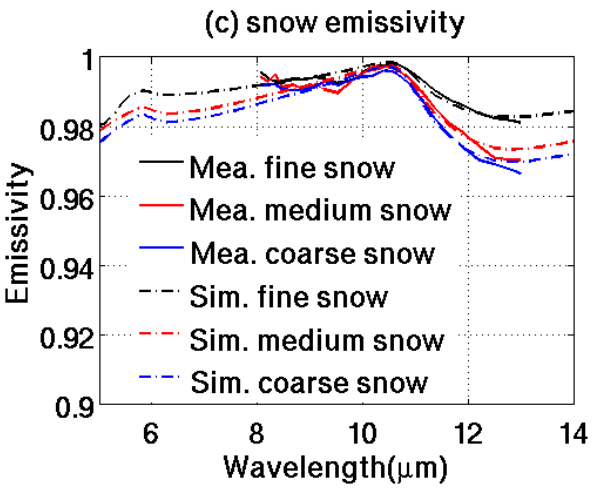 (c) snow emissivity
1
0.98
0.96
0.94
0.92
0.9
Emissivity
Mea. fine snow
Mea. medium snow
Mea. coarse snow
Sim. fine snow
Sim. medium snow
Sim. coarse snow
6 8 10 12 14
Wavelength(μm)